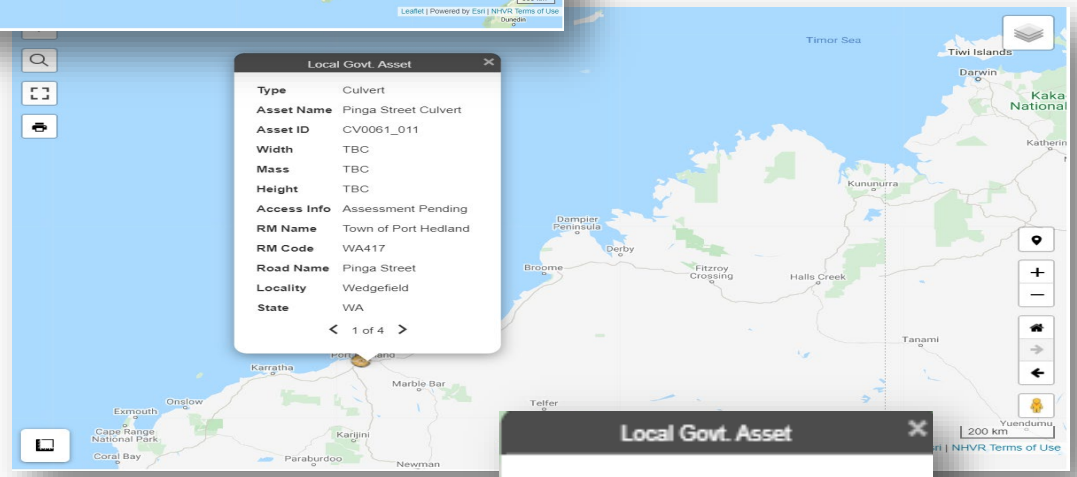 Leaflet | Powered by Esri | NHVR Terms of Use
Dunedin
Timor Sea
Tiwi Islands
Darwin
Local Govt. Asset
Type Culvert
Asset Name Pinga Street Culvert
Asset ID CV0061_011
Width TBC
Mass TBC
Height TBC
Access Info Assessment Pending
RM Name Town of Port Hedland
RM Code WA417
Road Name Pinga Street
Locality Wedgefield
State WA
1 of 4
Kununurra
Dampier
Peninsula
Derby
Broome
Fitzroy
Crossing
Halls Creek
Tanami
Karratha
Marble Bar
Onslow
Exmouth
Telfer
Cape Range
National Park
Karijini
Coral Bay
Paraburdoo
Newman
Yuendumu
200 km
NHVR Terms of Use
Local Govt. Asset